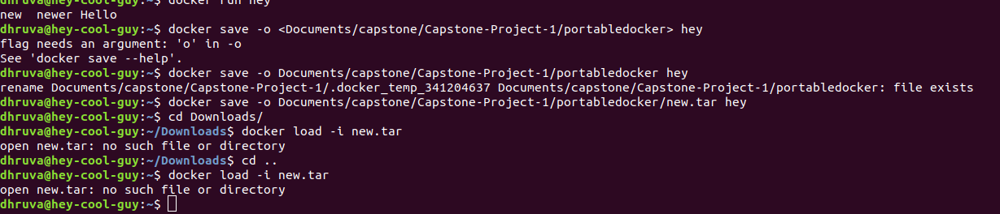 docker run hey
new  newer Hello
dhruva@hey-cool-guy:~$ docker save -o <Documents/capstone/Capstone-Project-1/portabledocker> hey
flag needs an argument: 'o' in -o
See 'docker save --help'.
dhruva@hey-cool-guy:~$ docker save -o Documents/capstone/Capstone-Project-1/portabledocker hey
rename Documents/capstone/Capstone-Project-1/.docker_temp_341204637 Documents/capstone/Capstone-Project-1/portabledocker: file exists
dhruva@hey-cool-guy:~$ docker save -o Documents/capstone/Capstone-Project-1/portabledocker/new.tar hey
dhruva@hey-cool-guy:~$ cd Downloads/
dhruva@hey-cool-guy:~/Downloads$ docker load -i new.tar
open new.tar: no such file or directory
dhruva@hey-cool-guy:~/Downloads$ cd ..
dhruva@hey-cool-guy:~$ docker load -i new.tar
open new.tar: no such file or directory
dhruva@hey-cool-guy:~$